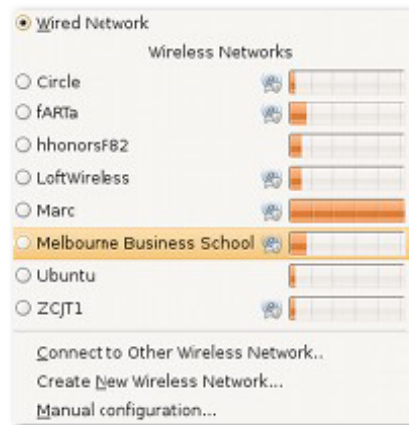 Wired Network
Wireless Networks
Circle
fARTa
hhonorsF82
LoftWireless
Marc
Melbourne Business School
Ubuntu
ZCJT1
Connect to Other Wireless Network..
Create New Wireless Network...
Manual configuration...